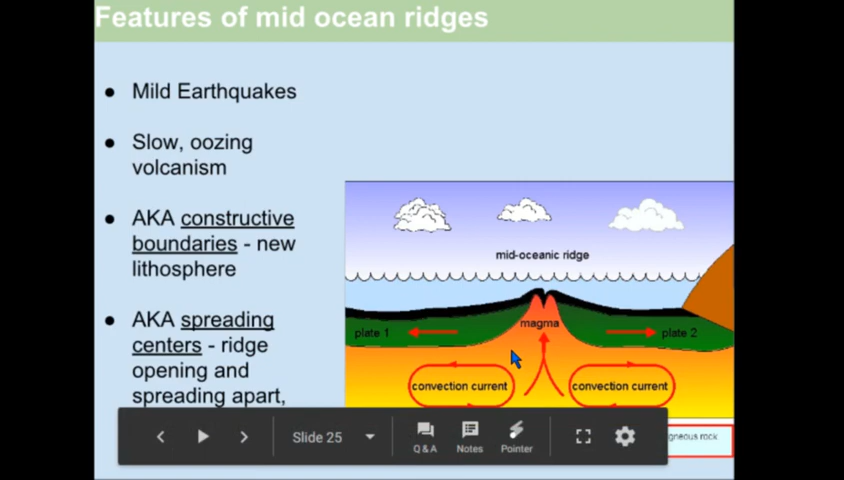 Features of mid ocean ridges
● Mild Earthquakes
● Slow, oozing
volcanism
● AKA constructive
boundaries - new
lithosphere
● AKA spreading
centers - ridge
opening and
spreading apart,
mid-oceanic ridge
magma
plate 1
plate 2
convection current
convection current
gneous rock
Slide 25
Q & A
Notes
Pointer